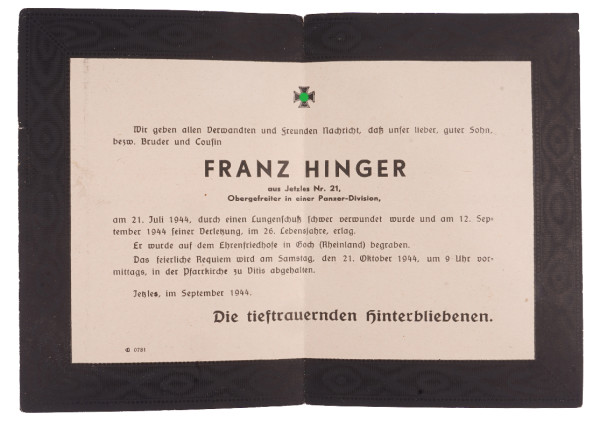 Wir geben allen Verwandten und Freunden Nachricht, daß unser lieber, guter Sohn,
bezw. Bruder und Cousin
FRANZ HINGER
aus Jetzles Nr. 21,
Obergefreiter in einer Panzer-Division,
am 21. Juli 1944, durch einen Lungenschuß schwer verwundet wurde und am 12. Sep-
tember 1944 seiner Verletzung, im 26. Lebensjahre, erlag.
Er wurde auf dem Ehrenfriedhofe in Goch (Rheinland) begraben.
Das feierliche Requiem wird am Samstag, den 21. Oktober 1944, um 9 Uhr vor-
mittags, in der Pfarrkirche zu Vitis abgehalten.
Jetzles, im September 1944.
Die tieftrauernden Hinterbliebenen.
0781